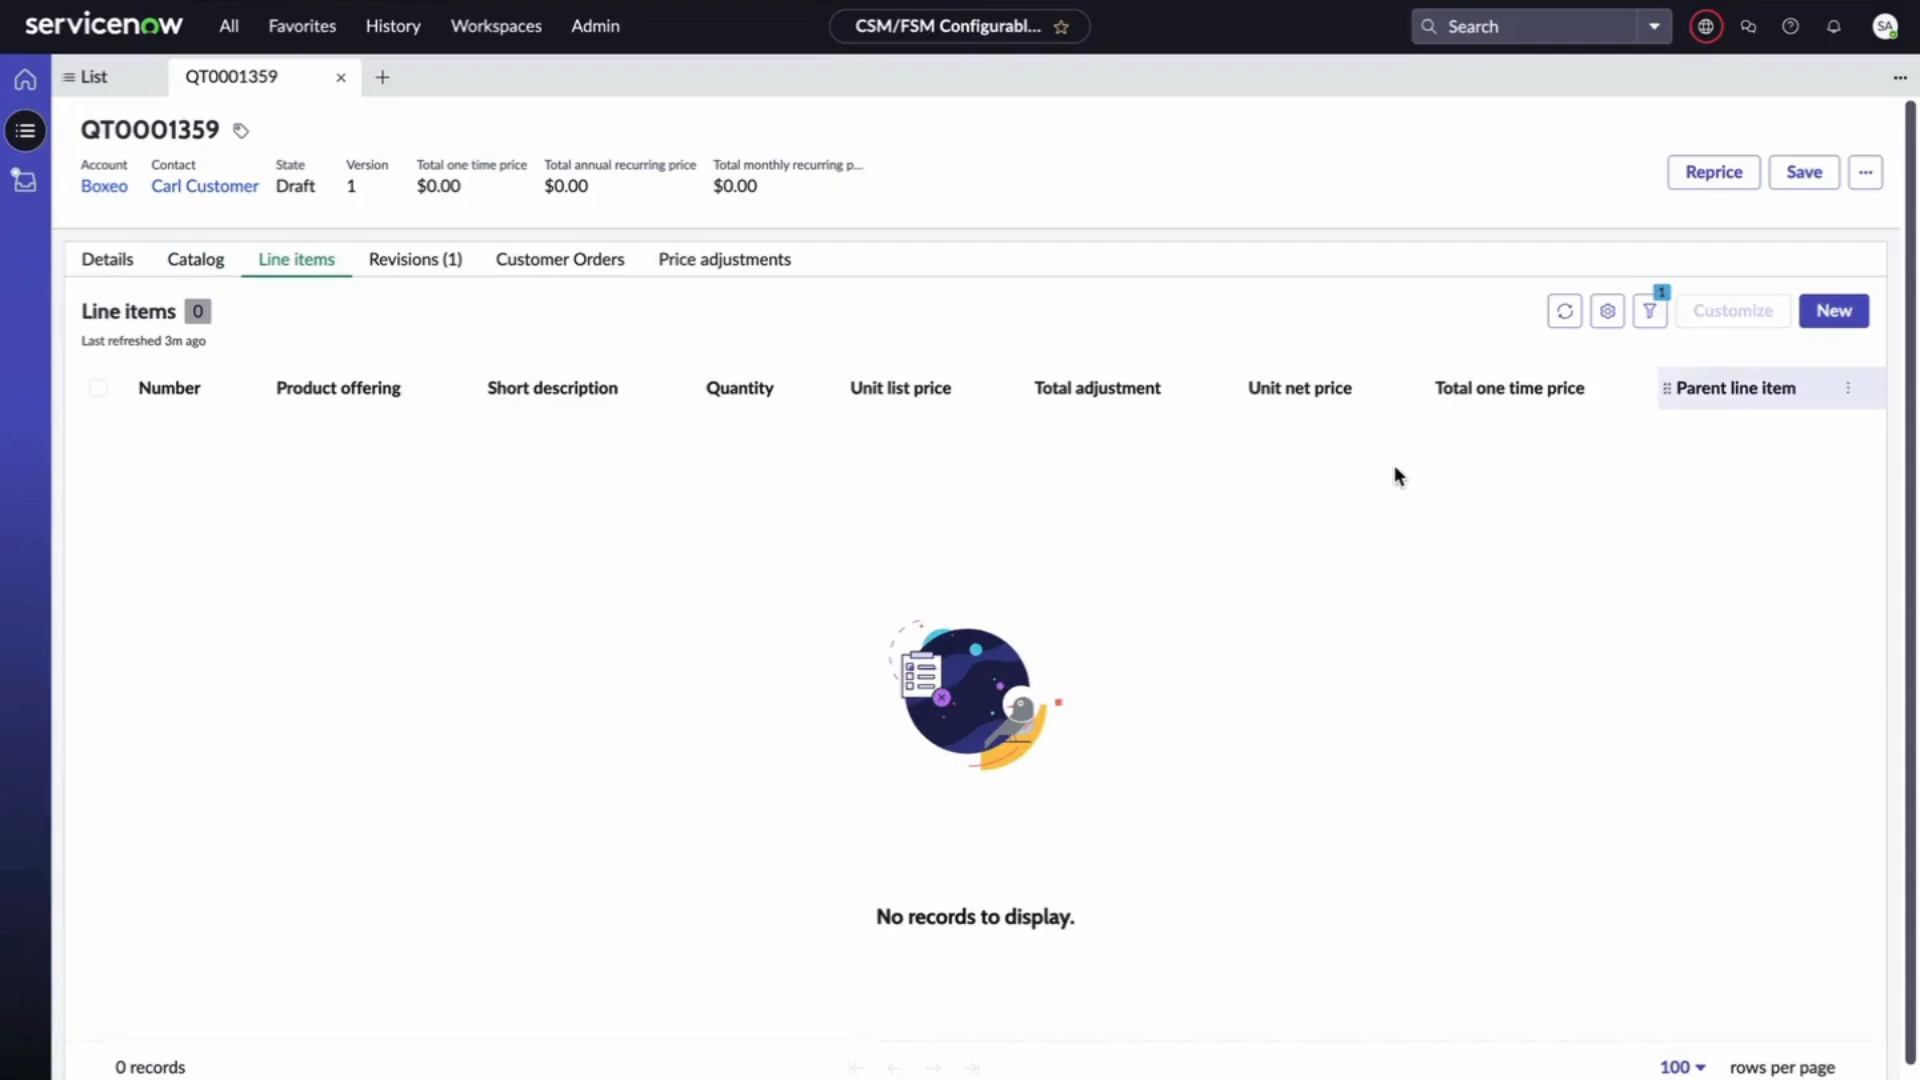 servicenow All Favorites History Workspaces Admin CSM/FSM Configurabl... Search SA
List QT0001359
QT0001359
Account Contact State Version Total one time price Total annual recurring price Total monthly recurring p...
Boxeo Carl Customer Draft 1 $0.00 $0.00 $0.00
Reprice Save
Details Catalog Line items Revisions (1) Customer Orders Price adjustments
Line items 0
1
Customize New
Last refreshed 3m ago
Number Product offering Short description Quantity Unit list price Total adjustment Unit net price Total one time price Parent line item
No records to display.
0 records 100 rows per page